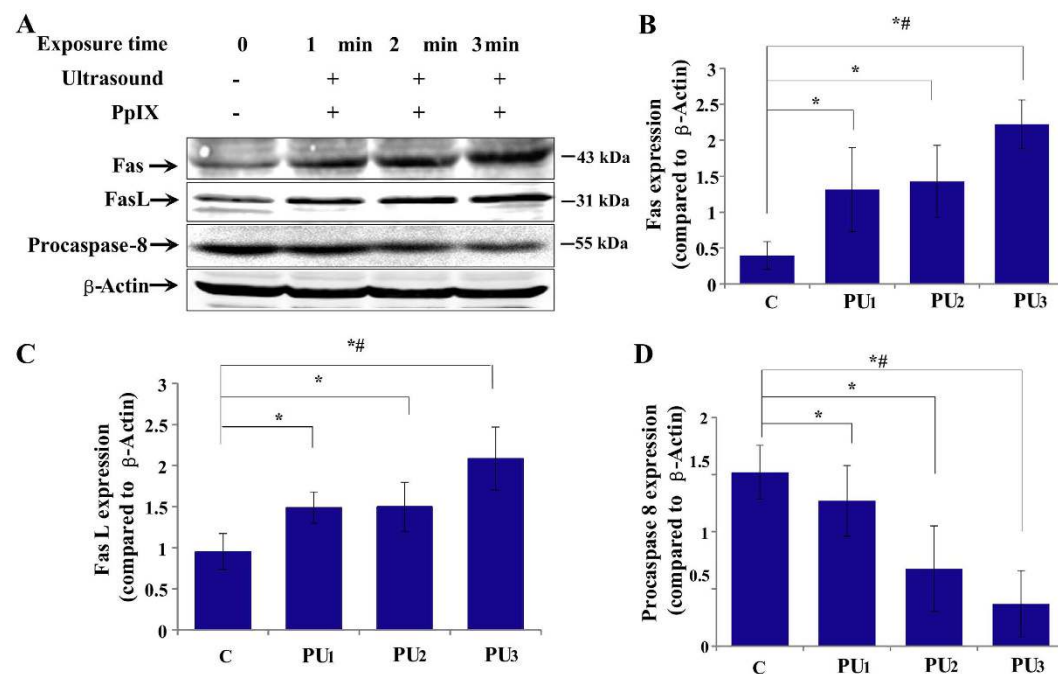 A
Exposure time 0 1 min 2 min 3 min
Ultrasound - + + +
PpIX - + + +
Fas
43 kDa
FasL
31 kDa
Procaspase-8
55 kDa
β-Actin
B
Fas expression
(compared to β-Actin)
3
2.5
2
1.5
1
0.5
0
*
*
*#
C PU1 PU2 PU3
C
Fas L expression
(compared to β-Actin)
3
2.5
2
1.5
1
0.5
0
*
*
*#
C PU1 PU2 PU3
D
Procaspase 8 expression
(compared to β-Actin)
2
1.5
1
0.5
0
*
*
*#
C PU1 PU2 PU3